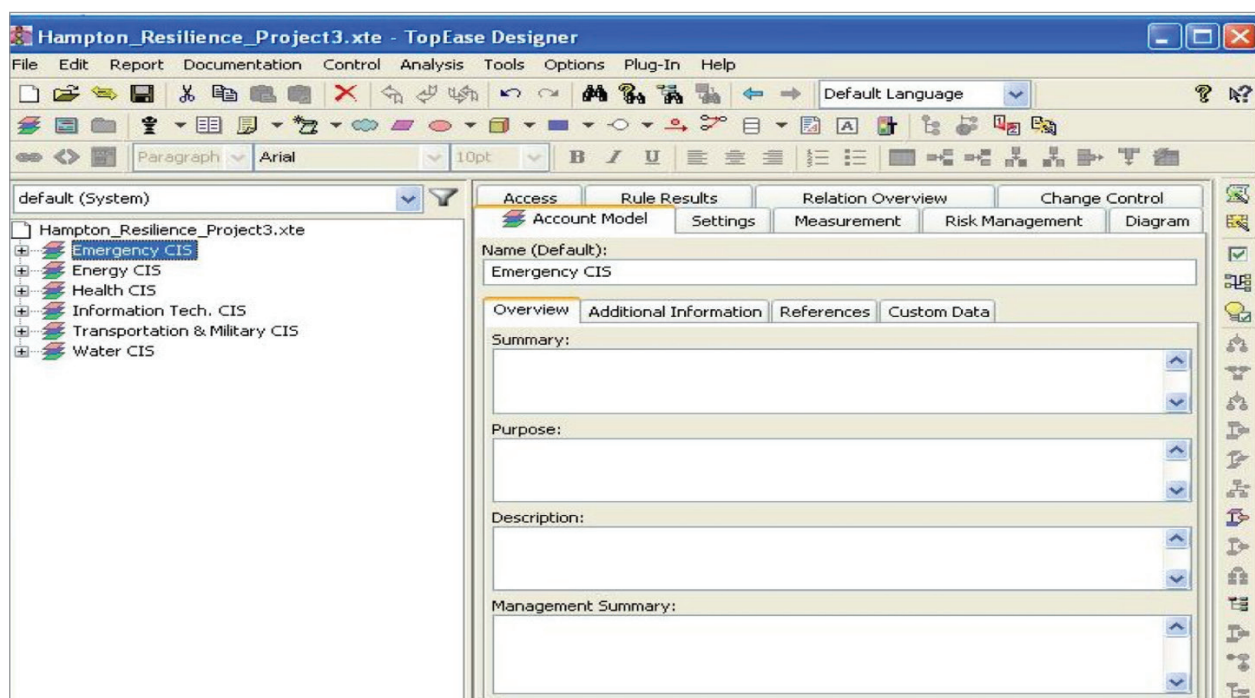 Hampton_Resilience_Project3.xte - TopEase Designer
File Edit Report Documentation Control Analysis Tools Options Plug-In Help
Default Language
Paragraph Arial 10pt B I U
default (System)
Hampton_Resilience_Project3.xte
Emergency CIS
Energy CIS
Health CIS
Information Tech. CIS
Transportation & Military CIS
Water CIS
Access Rule Results Relation Overview Change Control
Account Model Settings Measurement Risk Management Diagram
Name (Default):
Emergency CIS
Overview Additional Information References Custom Data
Summary:
Purpose:
Description:
Management Summary: